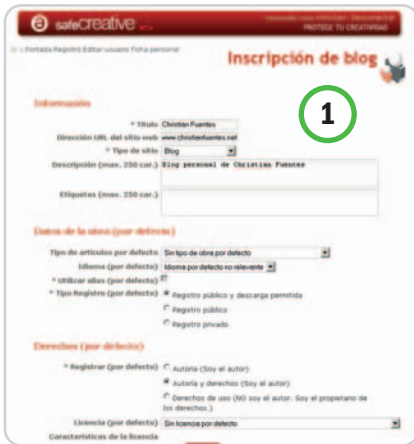 safeCreative BETA
PROTEGE TU CREATIVIDAD
Portada Registro Editar usuario Ficha personal
Inscripción de blog
1
Información
* Título Christian Fuentes
Dirección URL del sitio web www.christianfuentes.net
* Tipo de sitio Blog
Descripción (max. 250 car.) Blog personal de Christian Fuentes
Etiquetas (max. 250 car.)
Datos de la obra (por defecto)
Tipo de artículos por defecto Sin tipo de obra por defecto
Idioma (por defecto) Idioma por defecto no relevante
* Utilizar alias (por defecto)
* Tipo Registro (por defecto) Registro público y descarga permitida
Registro público
Registro privado
Derechos (por defecto)
* Registrar (por defecto) Autoría (Soy el autor)
Autoría y derechos (Soy el autor)
Derechos de uso (NO soy el autor. Soy el propietario de
los derechos.)
Licencia (por defecto) Sin licencia por defecto
Características de la licencia